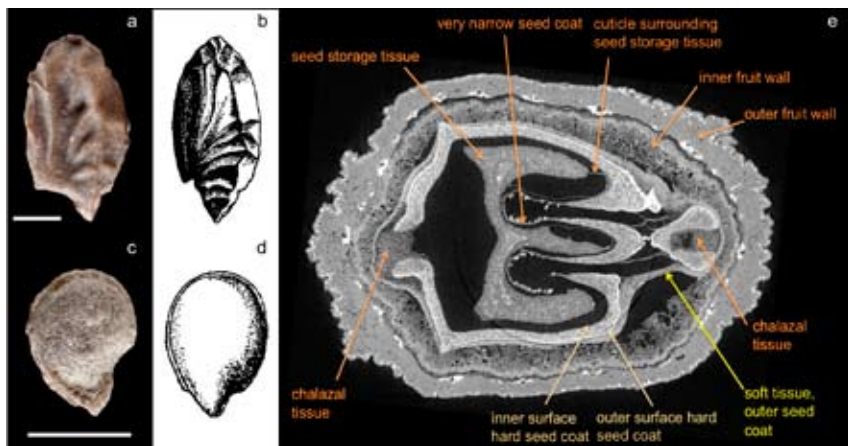 a
b
c
d
e
very narrow seed coat
cuticle surrounding
seed storage tissue
seed storage tissue
inner fruit wall
outer fruit wall
chalazal
tissue
chalazal
tissue
inner surface
hard seed coat
outer surface hard
seed coat
soft tissue,
outer seed
coat